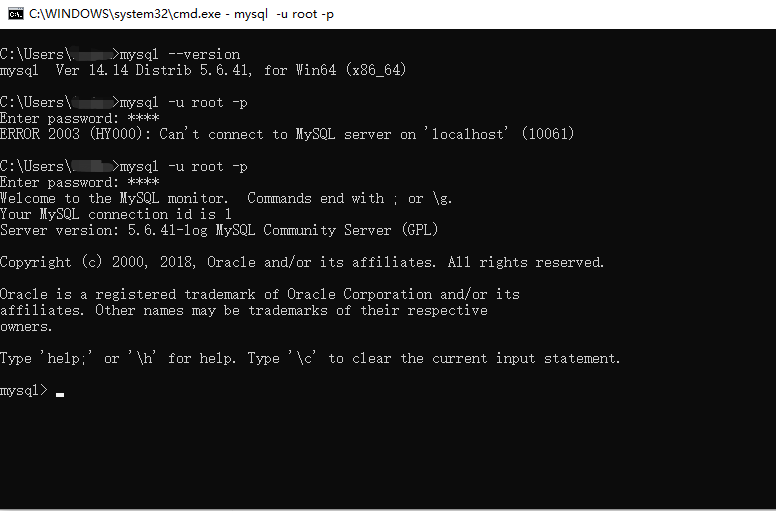 C:\WINDOWS\system32\cmd.exe - mysql  -u root -p
C:\Users\>mysql --version
mysql  Ver 14.14 Distrib 5.6.41, for Win64 (x86_64)
C:\Users\>mysql -u root -p
Enter password: ****
ERROR 2003 (HY000): Can't connect to MySQL server on 'localhost' (10061)
C:\Users\>mysql -u root -p
Enter password: ****
Welcome to the MySQL monitor.  Commands end with ; or \g.
Your MySQL connection id is 1
Server version: 5.6.41-log MySQL Community Server (GPL)
Copyright (c) 2000, 2018, Oracle and/or its affiliates. All rights reserved.
Oracle is a registered trademark of Oracle Corporation and/or its
affiliates. Other names may be trademarks of their respective
owners.
Type 'help;' or '\h' for help. Type '\c' to clear the current input statement.
mysql>